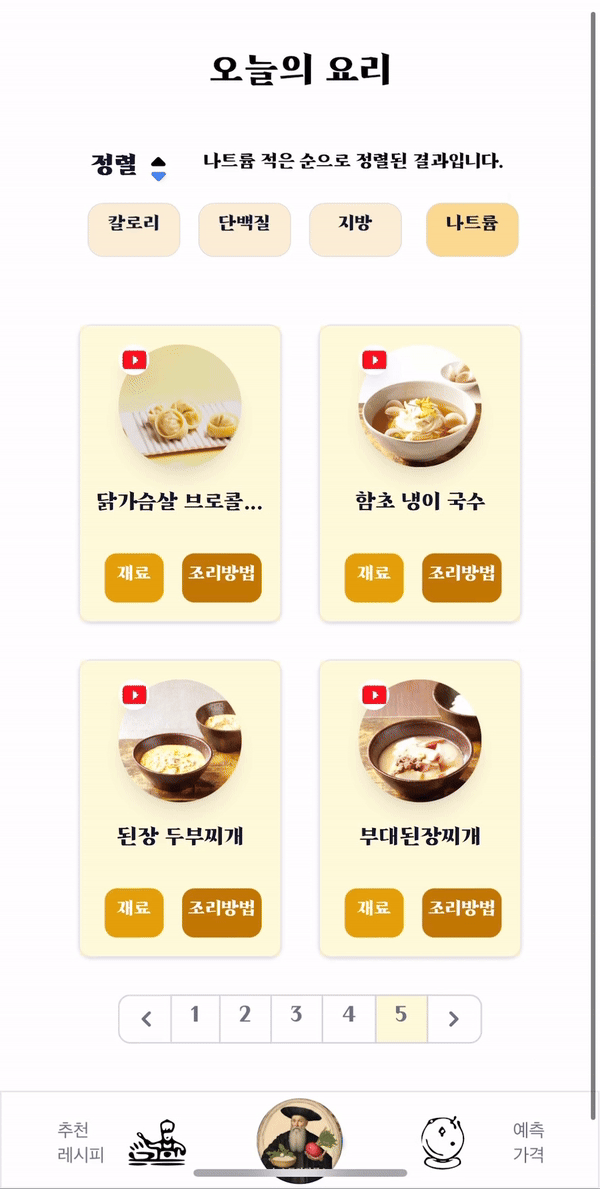 오늘의 요리
정렬
나트륨 적은 순으로 정렬된 결과입니다.
칼로리 단백질 지방 나트륨
닭가슴살 브로콜...
함초 냉이 국수
재료 조리방법
재료 조리방법
된장 두부찌개
부대된장찌개
재료 조리방법
재료 조리방법
1 2 3 4 5
추천
레시피
예측
가격